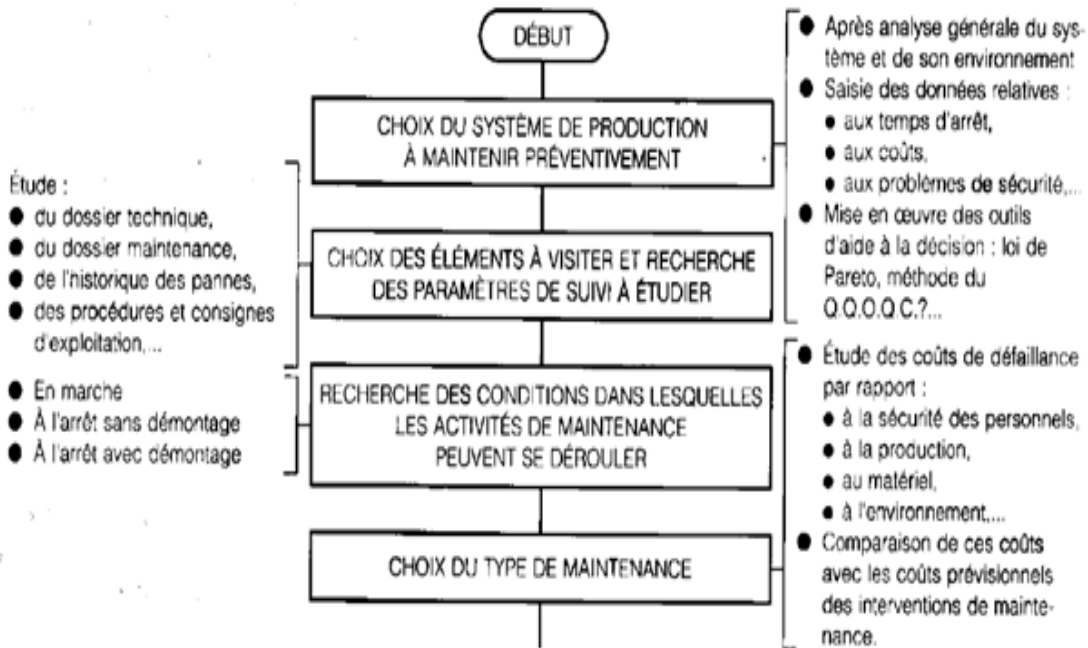 DÉBUT
CHOIX DU SYSTÈME DE PRODUCTION
À MAINTENIR PRÉVENTIVEMENT
● Après analyse générale du sys-
tème et de son environnement
● Saisie des données relatives :
● aux temps d'arrêt,
● aux coûts,
● aux problèmes de sécurité,...
● Mise en œuvre des outils
d'aide à la décision : loi de
Pareto, méthode du
Q.O.O.Q.C.?...
Étude :
● du dossier technique,
● du dossier maintenance,
● de l'historique des pannes,
● des procédures et consignes
d'exploitation,...
CHOIX DES ÉLÉMENTS À VISITER ET RECHERCHE
DES PARAMÈTRES DE SUIVI À ÉTUDIER
● En marche
● À l'arrêt sans démontage
● À l'arrêt avec démontage
RECHERCHE DES CONDITIONS DANS LESQUELLES
LES ACTIVITÉS DE MAINTENANCE
PEUVENT SE DÉROULER
CHOIX DU TYPE DE MAINTENANCE
● Étude des coûts de défaillance
par rapport :
● à la sécurité des personnels,
● à la production,
● au matériel,
● à l'environnement,...
● Comparaison de ces coûts
avec les coûts prévisionnels
des interventions de mainte-
nance.